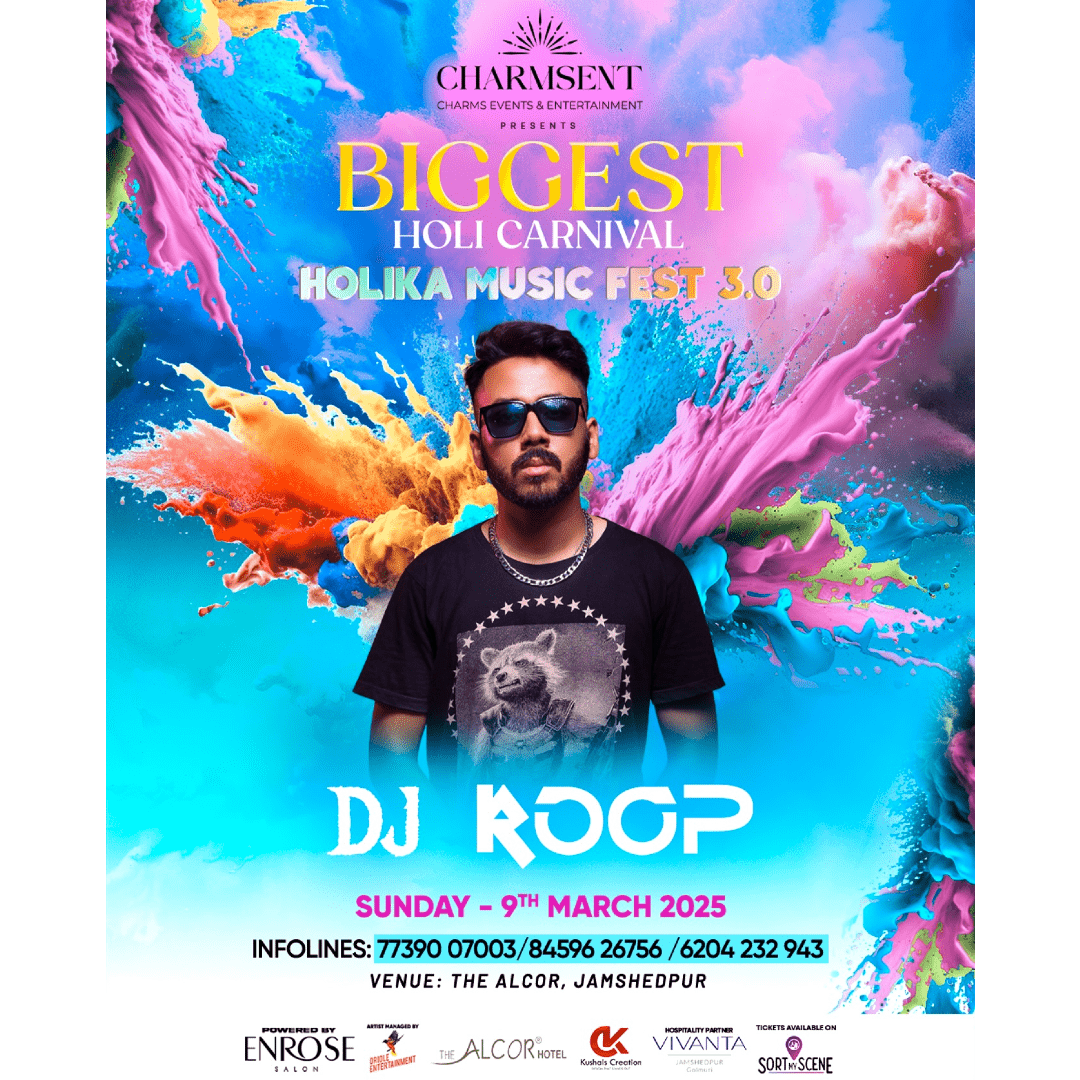 CHARMSENT
CHARMS EVENTS & ENTERTAINMENT
PRESENTS
BIGGEST
HOLI CARNIVAL
HOLIKA MUSIC FEST 3.0
DJ ROOP
SUNDAY - 9TH MARCH 2025
INFOLINES: 77390 07003/84596 26756 /6204 232 943
VENUE: THE ALCOR, JAMSHEDPUR
POWERED BY
ENROSE
SALON
ARTIST MANAGED BY
ORIOLE
ENTERTAINMENT
THE ALCOR® HOTEL
CK
Kushals Creation
HOSPITALITY PARTNER
VIVANTA
JAMSHEDPUR
Golmuri
TICKETS AVAILABLE ON
SORT MY SCENE